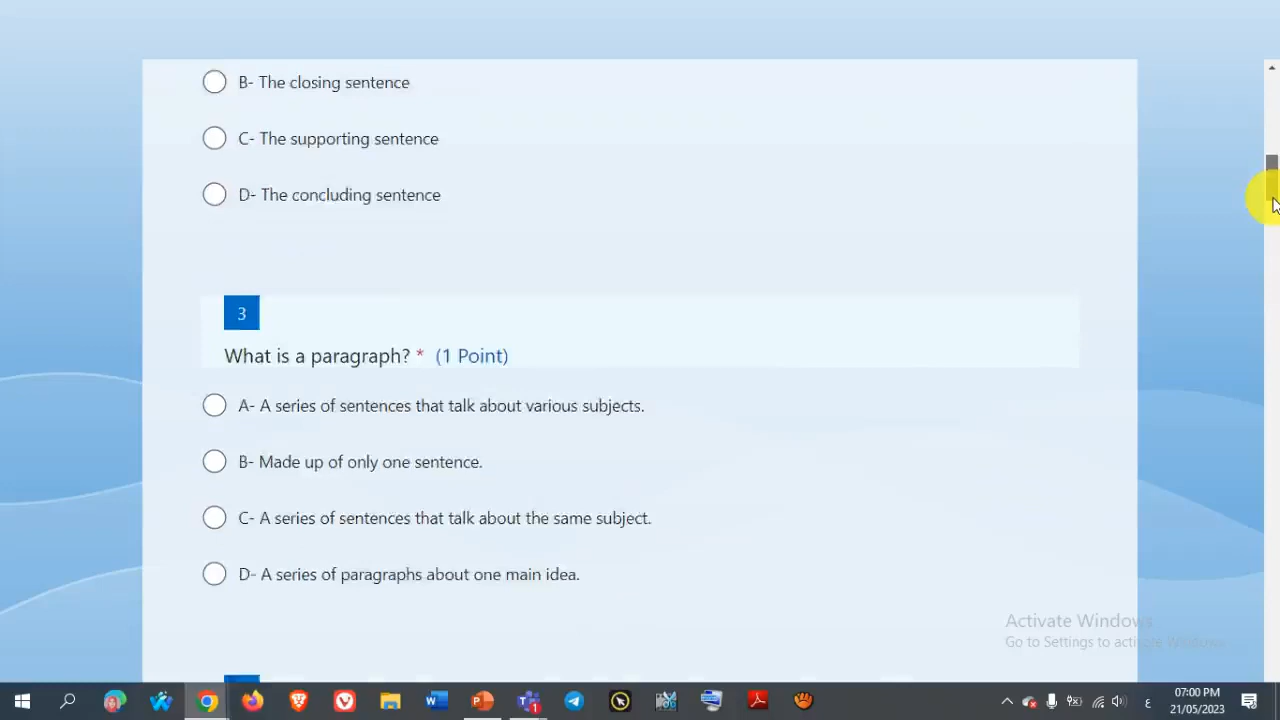 B- The closing sentence
C- The supporting sentence
D- The concluding sentence
3
What is a paragraph? * (1 Point)
A- A series of sentences that talk about various subjects.
B- Made up of only one sentence.
C- A series of sentences that talk about the same subject.
D- A series of paragraphs about one main idea.
Activate Windows
Go to Settings to activate Windows.
1
ع
07:00 PM
21/05/2023